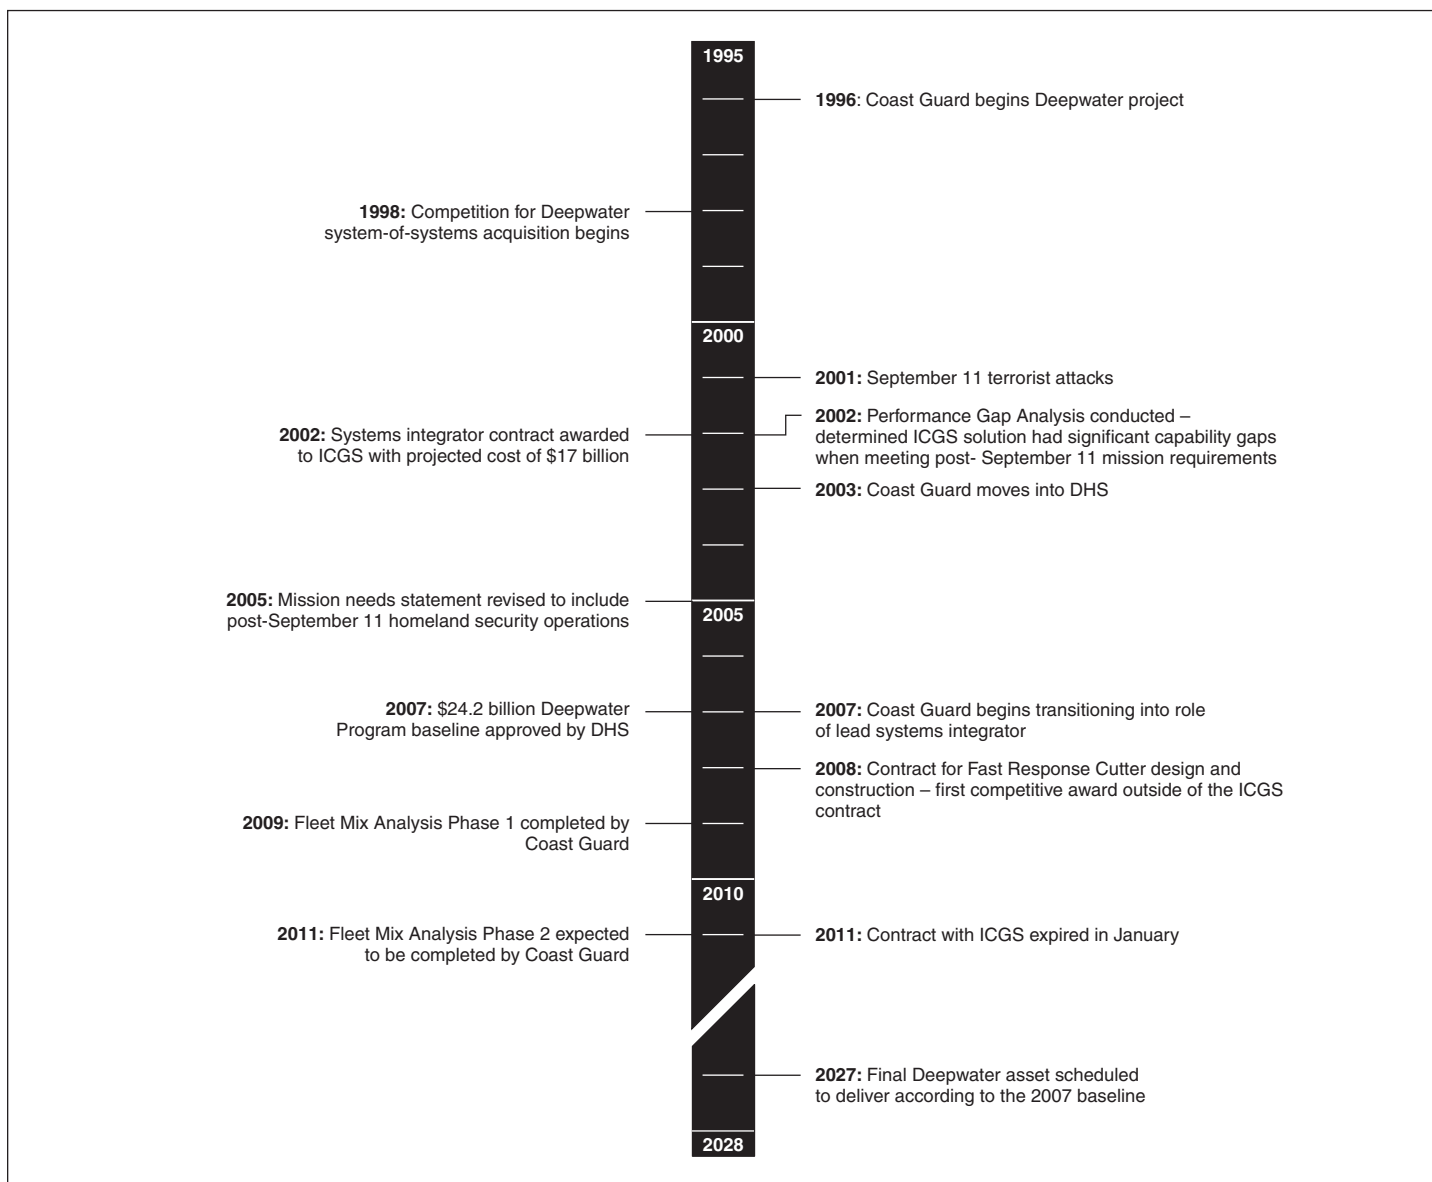 1995
1996: Coast Guard begins Deepwater project
1998: Competition for Deepwater
system-of-systems acquisition begins
2000
2001: September 11 terrorist attacks
2002: Systems integrator contract awarded
to ICGS with projected cost of $17 billion
2002: Performance Gap Analysis conducted –
determined ICGS solution had significant capability gaps
when meeting post- September 11 mission requirements
2003: Coast Guard moves into DHS
2005: Mission needs statement revised to include
post-September 11 homeland security operations
2005
2007: $24.2 billion Deepwater
Program baseline approved by DHS
2007: Coast Guard begins transitioning into role
of lead systems integrator
2008: Contract for Fast Response Cutter design and
construction – first competitive award outside of the ICGS
contract
2009: Fleet Mix Analysis Phase 1 completed by
Coast Guard
2010
2011: Fleet Mix Analysis Phase 2 expected
to be completed by Coast Guard
2011: Contract with ICGS expired in January
2027: Final Deepwater asset scheduled
to deliver according to the 2007 baseline
2028